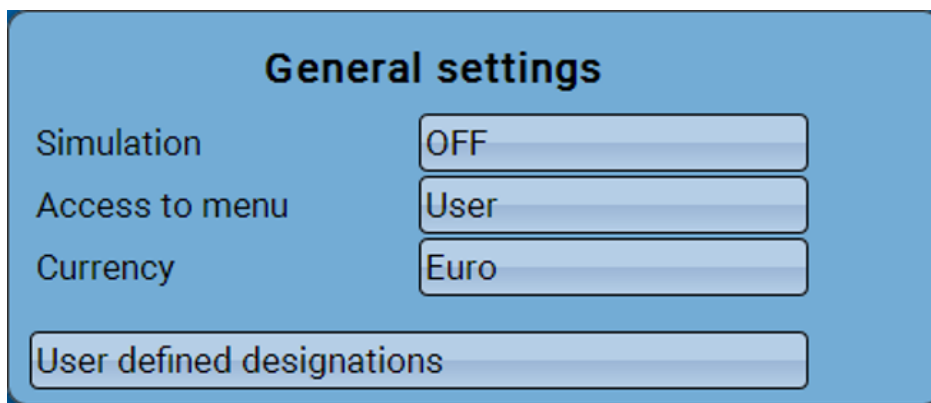 General settings
Simulation OFF
Access to menu User
Currency Euro
User defined designations